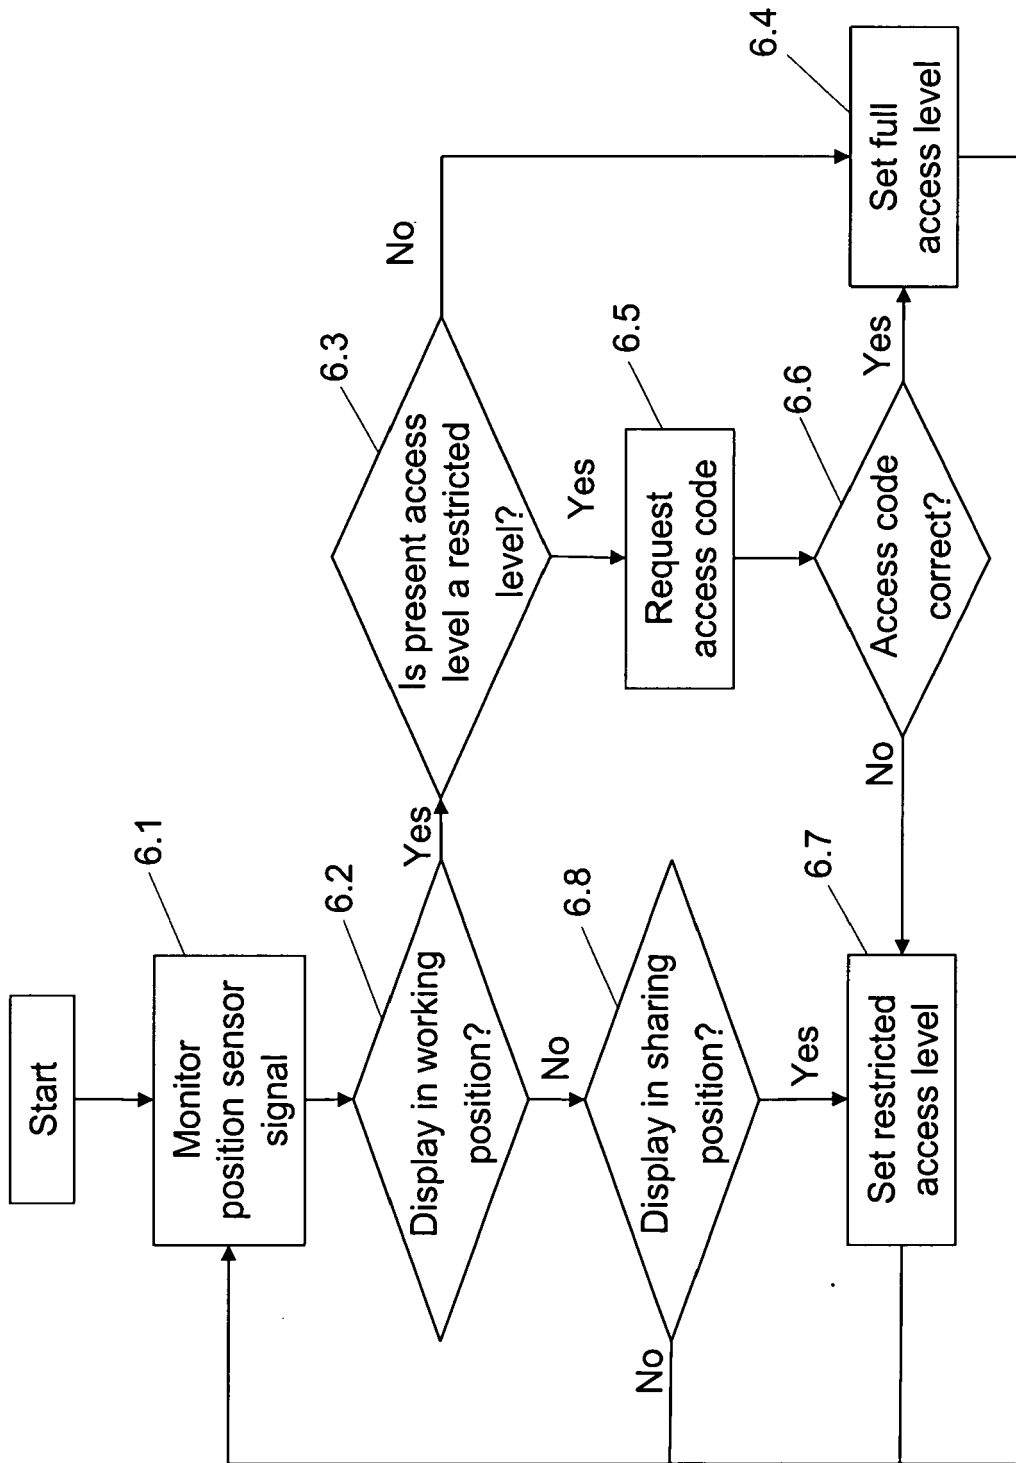 Start
6.1
Monitor
position sensor
signal
6.2
Display in working
position?
Yes
No
6.3
Is present access
level a restricted
level?
No
Yes
6.8
Display in sharing
position?
No
Yes
6.5
Request
access code
6.6
Access code
correct?
No
Yes
6.7
Set restricted
access level
6.4
Set full
access level